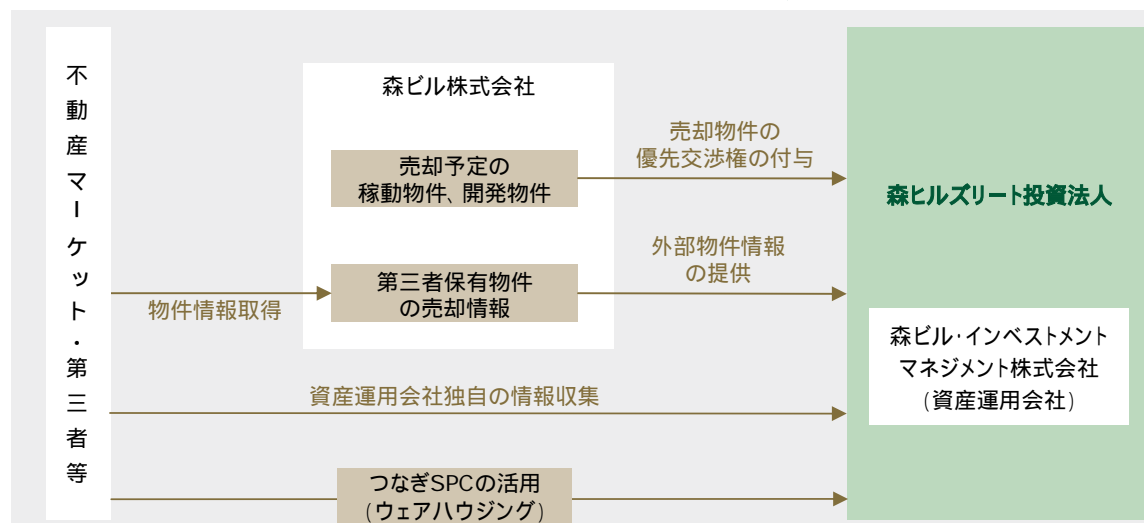 不動産マーケット・第三者等
森ビル株式会社
売却予定の
稼動物件、開発物件
売却物件の
優先交渉権の付与
物件情報取得
第三者保有物件
の売却情報
外部物件情報
の提供
資産運用会社独自の情報収集
つなぎSPCの活用
(ウェアハウジング)
森ヒルズリート投資法人
森ビル・インベストメント
マネジメント株式会社
(資産運用会社)